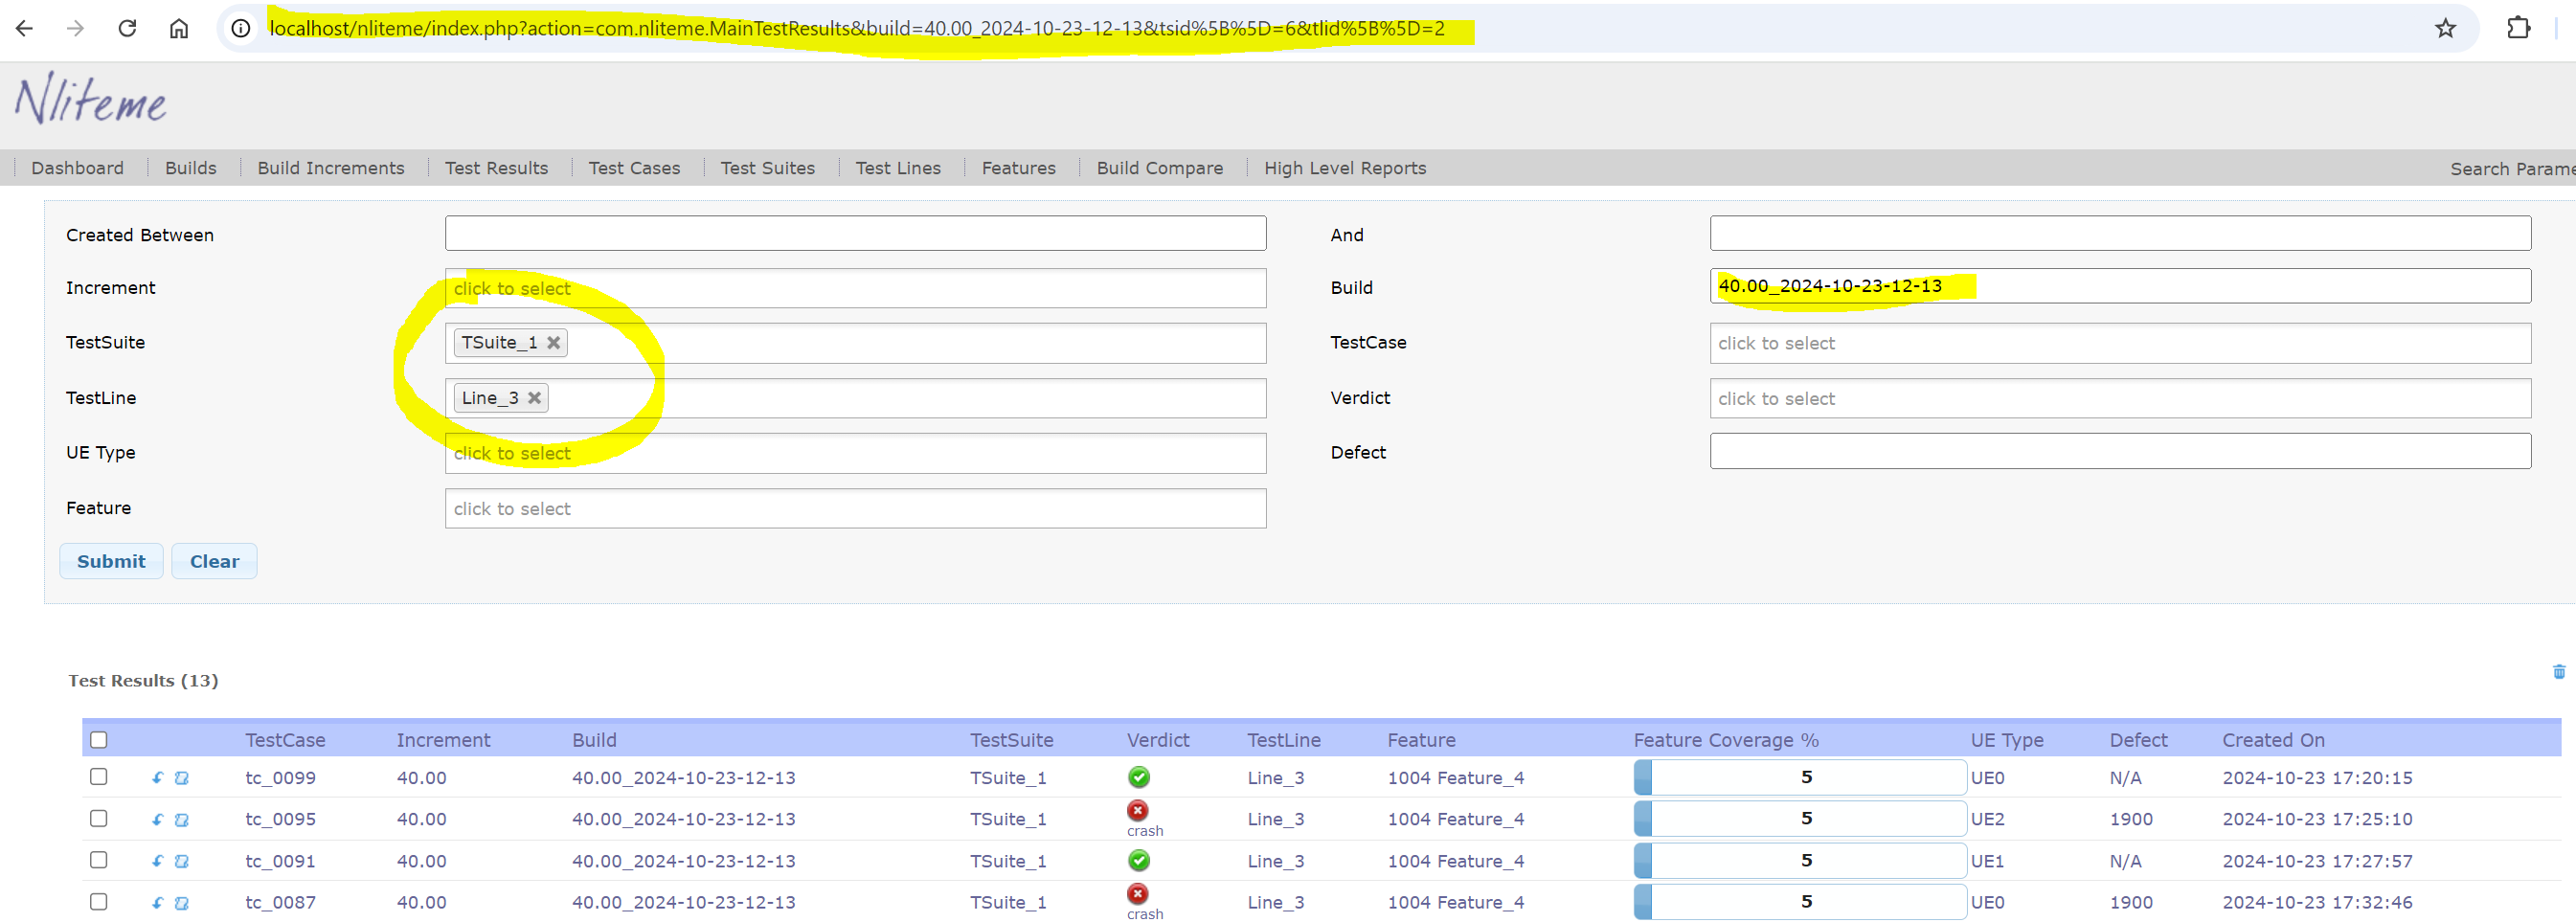 localhost/nliteme/index.php?action=com.nliteme.MainTestResults&build=40.00_2024-10-23-12-13&tsid%5B%5D=6&tlid%5B%5D=2
Nliteme
Dashboard Builds Build Increments Test Results Test Cases Test Suites Test Lines Features Build Compare High Level Reports Search Parame
Created Between And
Increment click to select Build 40.00_2024-10-23-12-13
TestSuite TSuite_1 TestCase click to select
TestLine Line_3 Verdict click to select
UE Type click to select Defect
Feature click to select
Submit Clear
Test Results (13)
TestCase Increment Build TestSuite Verdict TestLine Feature Feature Coverage % UE Type Defect Created On
tc_0099 40.00 40.00_2024-10-23-12-13 TSuite_1 Line_3 1004 Feature_4 5 UE0 N/A 2024-10-23 17:20:15
tc_0095 40.00 40.00_2024-10-23-12-13 TSuite_1 crash Line_3 1004 Feature_4 5 UE2 1900 2024-10-23 17:25:10
tc_0091 40.00 40.00_2024-10-23-12-13 TSuite_1 Line_3 1004 Feature_4 5 UE1 N/A 2024-10-23 17:27:57
tc_0087 40.00 40.00_2024-10-23-12-13 TSuite_1 crash Line_3 1004 Feature_4 5 UE0 1900 2024-10-23 17:32:46